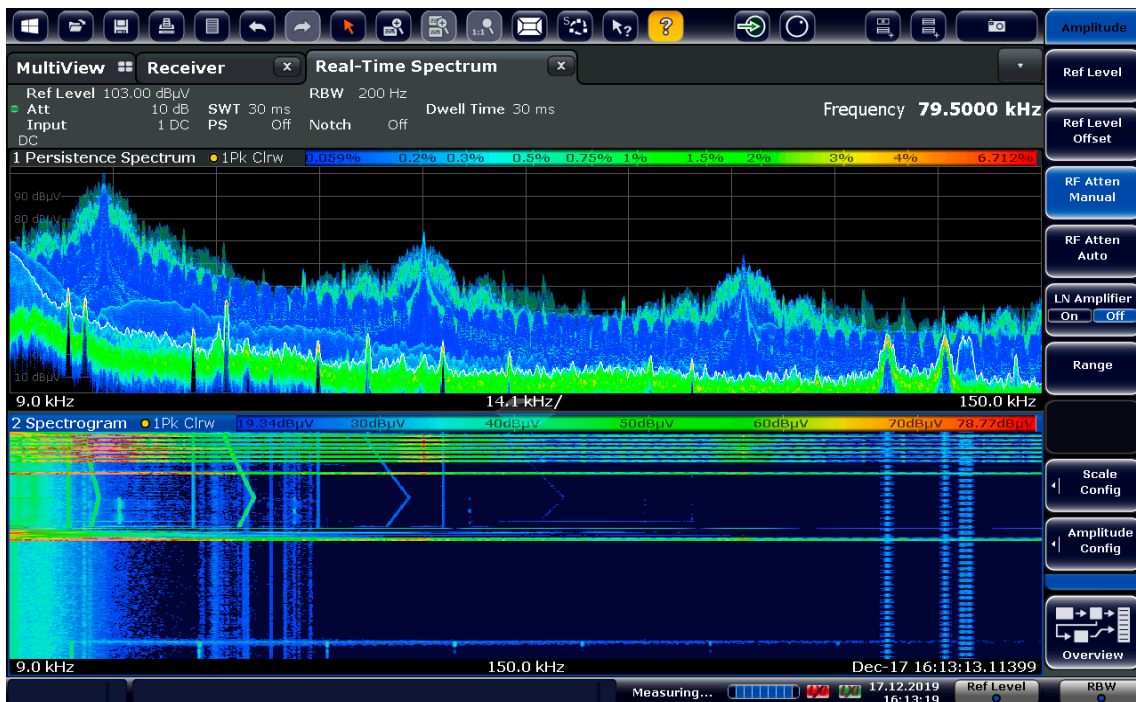 S
1:1
?
?
Amplitude
MultiView Receiver x Real-Time Spectrum x
Ref Level
Ref Level 103.00 dBµV RBW 200 Hz
Att 10 dB SWT 30 ms Dwell Time 30 ms
Input 1 DC PS Off Notch Off
DC
Frequency 79.5000 kHz
Ref Level
Offset
1 Persistence Spectrum 1Pk Clrw 0.059% 0.2% 0.3% 0.5% 0.75% 1% 1.5% 2% 3% 4% 6.712%
90 dBµV
80 dBµV
10 dBµV
RF Atten
Manual
RF Atten
Auto
LN Amplifier
On Off
Range
9.0 kHz 14.1 kHz/ 150.0 kHz
2 Spectrogram 1Pk Clrw 19.34dBµV 30dBµV 40dBµV 50dBµV 60dBµV 70dBµV 78.77dBµV
Scale
Config
Amplitude
Config
Overview
9.0 kHz 150.0 kHz Dec-17 16:13:13.11399
Measuring... 17.12.2019
16:13:19
Ref Level
RBW